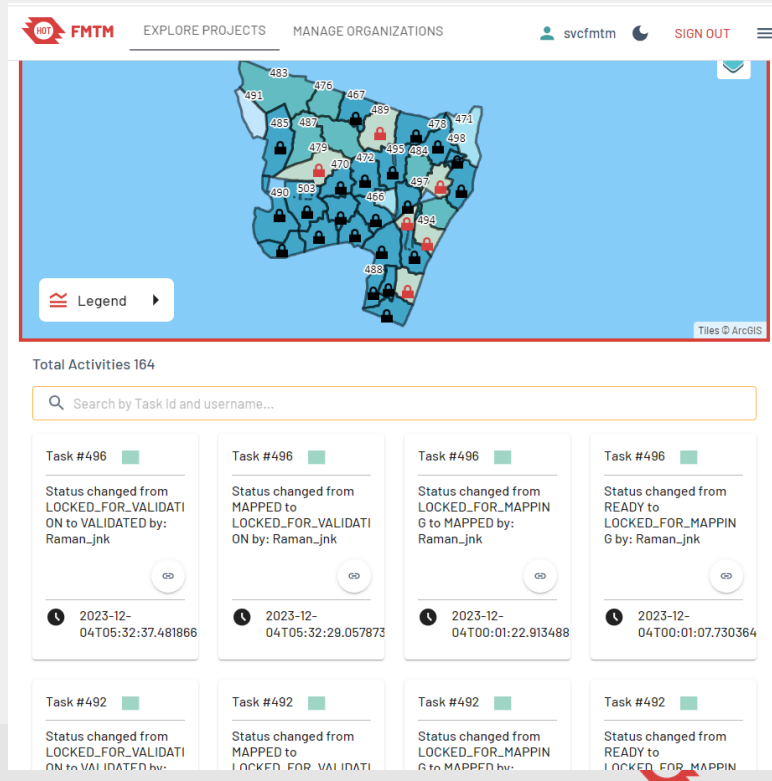 HOT FMTM EXPLORE PROJECTS MANAGE ORGANIZATIONS svcfmtm SIGN OUT
483
476
491 467
489
485 487 478 471
498
479 495 484
470 472
497
490 503
466
494
488
Legend
Tiles © ArcGIS
Total Activities 164
Search by Task Id and username...
Task #496
Status changed from
LOCKED_FOR_VALIDATI
ON to VALIDATED by:
Raman_jnk
2023-12-
04T05:32:37.481866
Task #496
Status changed from
MAPPED to
LOCKED_FOR_VALIDATI
ON by: Raman_jnk
2023-12-
04T05:32:29.057873
Task #496
Status changed from
LOCKED_FOR_MAPPIN
G to MAPPED by:
Raman_jnk
2023-12-
04T00:01:22.913488
Task #496
Status changed from
READY to
LOCKED_FOR_MAPPIN
G by: Raman_jnk
2023-12-
04T00:01:07.730364
Task #492
Status changed from
LOCKED_FOR_VALIDATI
ON to VALIDATED by:
Task #492
Status changed from
MAPPED to
LOCKED_FOR_VALIDATI
Task #492
Status changed from
LOCKED_FOR_MAPPIN
G to MAPPED by:
Task #492
Status changed from
READY to
LOCKED_FOR_MAPPIN